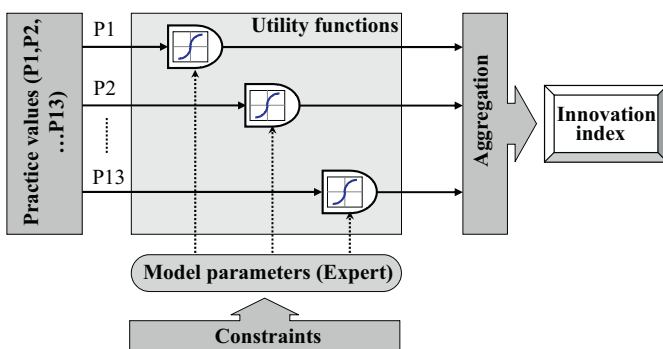 Practice values (P1,P2,
...P13)
P1
P2
P13
Utility functions
Aggregation
Innovation
index
Model parameters (Expert)
Constraints